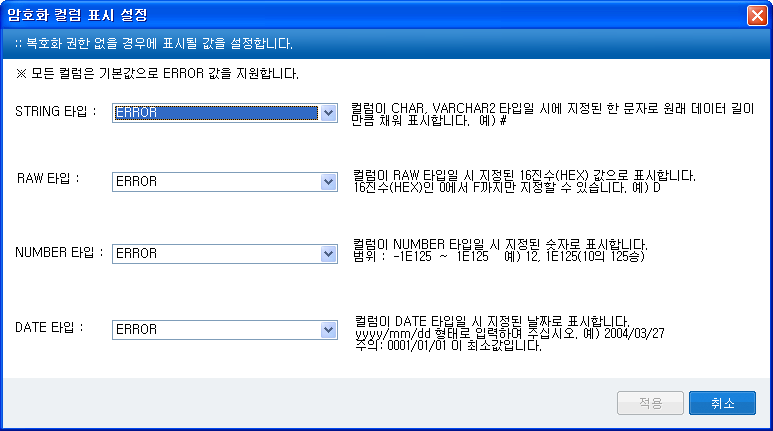 암호화 컬럼 표시 설정
:: 복호화 권한 없을 경우에 표시될 값을 설정합니다.
※ 모든 컬럼은 기본값으로 ERROR 값을 지원합니다.
STRING 타입 : ERROR 컬럼이 CHAR, VARCHAR2 타입일 시에 지정된 한 문자로 원래 데이터 길이
만큼 채워 표시합니다. 예) #
RAW 타입 : ERROR 컬럼이 RAW 타입일 시 지정된 16진수(HEX) 값으로 표시합니다.
16진수(HEX)인 0에서 F까지만 지정할 수 있습니다. 예) D
NUMBER 타입 : ERROR 컬럼이 NUMBER 타입일 시 지정된 숫자로 표시합니다.
범위 : -1E125 ~ 1E125 예) 12, 1E125(10의 125승)
DATE 타입 : ERROR 컬럼이 DATE 타입일 시 지정된 날짜로 표시합니다.
yyyy/mm/dd 형태로 입력하여 주십시오. 예) 2004/03/27
주의: 0001/01/01 이 최소값입니다.
적용 취소